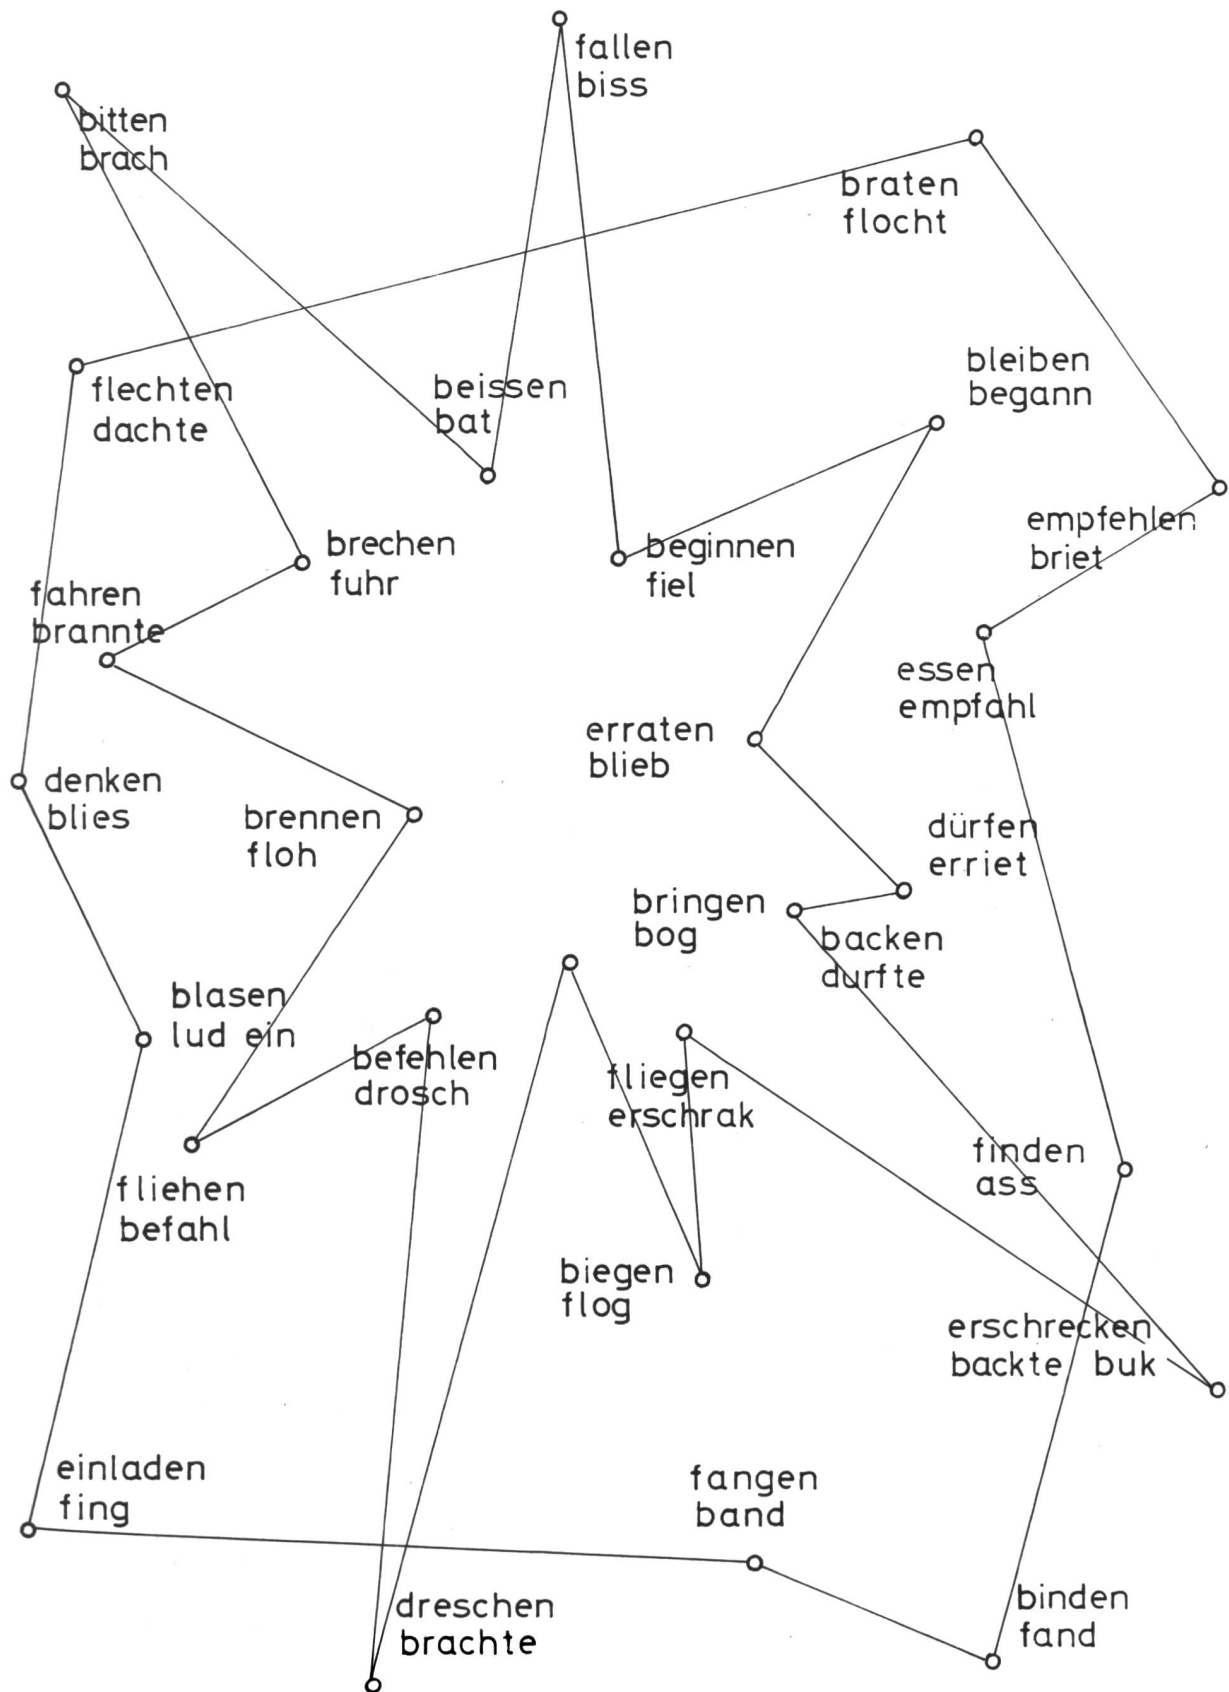 fallen
biss
bitten
brach
braten
flocht
bleiben
begann
flechten
dachte
beissen
bat
empfehlen
briet
brechen
fuhr
beginnen
fiel
fahren
brannte
essen
empfahl
erraten
blieb
denken
blies
brennen
floh
dürfen
erriet
bringen
bog
backen
durfte
blasen
lud ein
befehlen
drosch
fliegen
erschrak
finden
ass
fliehen
befahl
biegen
flog
erschrecken
backte buk
einladen
fing
fangen
band
binden
fand
dreschen
brachte